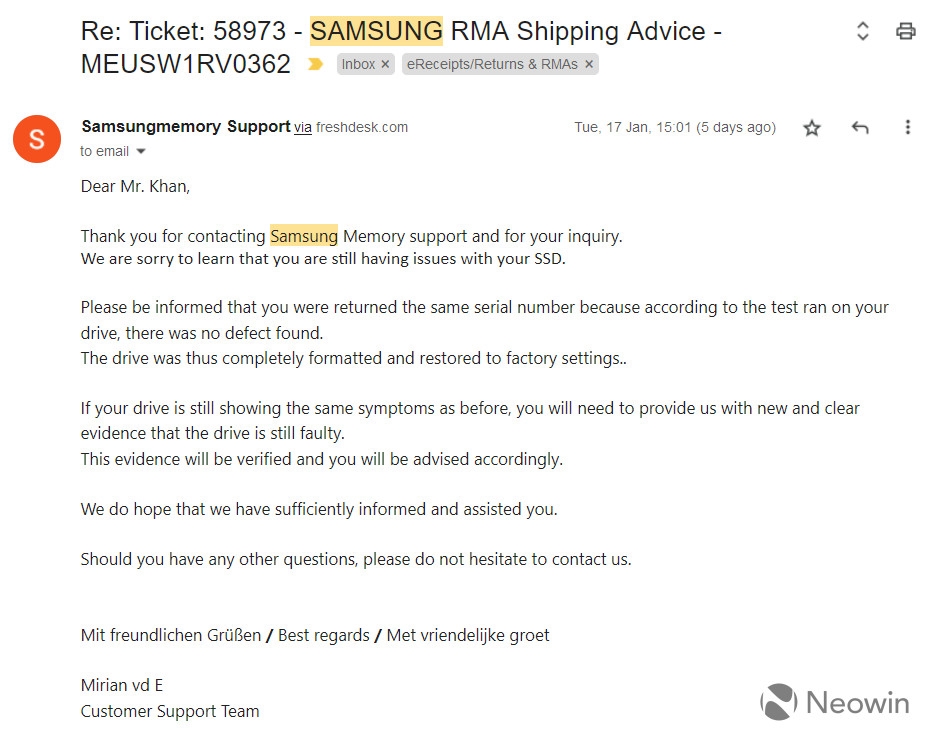 Re: Ticket: 58973 - SAMSUNG RMA Shipping Advice -
MEUSW1RV0362 Inbox × eReceipts/Returns & RMAs ×
S
Samsungmemory Support via freshdesk.com Tue, 17 Jan, 15:01 (5 days ago)
to email
Dear Mr. Khan,
Thank you for contacting Samsung Memory support and for your inquiry.
We are sorry to learn that you are still having issues with your SSD.
Please be informed that you were returned the same serial number because according to the test ran on your
drive, there was no defect found.
The drive was thus completely formatted and restored to factory settings..
If your drive is still showing the same symptoms as before, you will need to provide us with new and clear
evidence that the drive is still faulty.
This evidence will be verified and you will be advised accordingly.
We do hope that we have sufficiently informed and assisted you.
Should you have any other questions, please do not hesitate to contact us.
Mit freundlichen Grüßen / Best regards / Met vriendelijke groet
Mirian vd E
Customer Support Team
Neowin